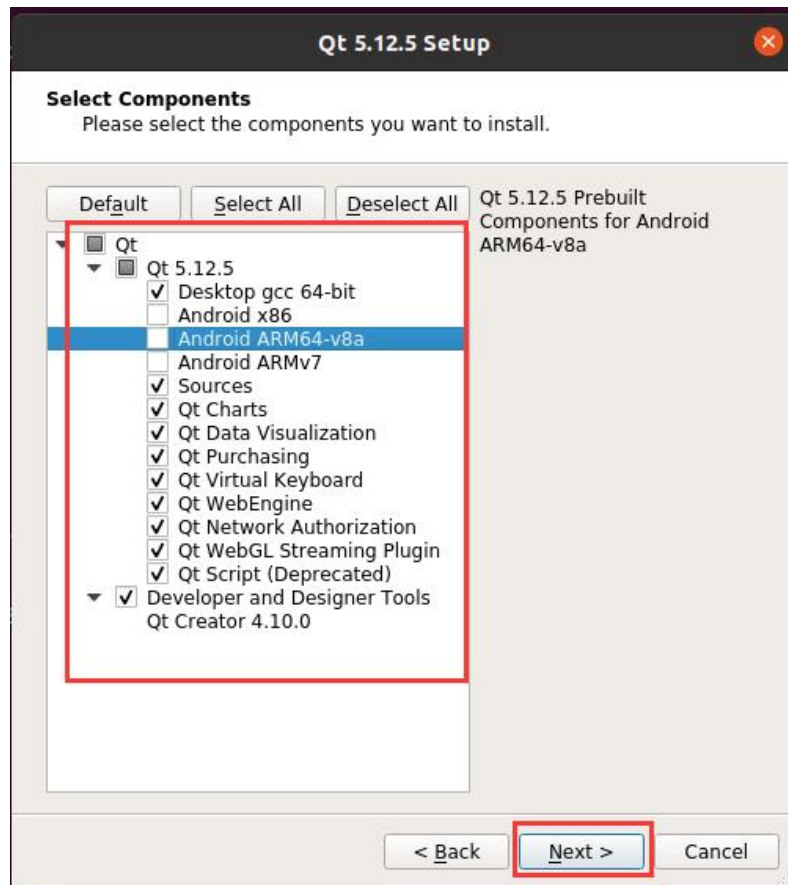 Qt 5.12.5 Setup
Select Components
Please select the components you want to install.
Default
Select All
Deselect All
Qt 5.12.5 Prebuilt
Components for Android
ARM64-v8a
Qt
Qt 5.12.5
Desktop gcc 64-bit
Android x86
Android ARM64-v8a
Android ARMv7
Sources
Qt Charts
Qt Data Visualization
Qt Purchasing
Qt Virtual Keyboard
Qt WebEngine
Qt Network Authorization
Qt WebGL Streaming Plugin
Qt Script (Deprecated)
Developer and Designer Tools
Qt Creator 4.10.0
< Back
Next >
Cancel